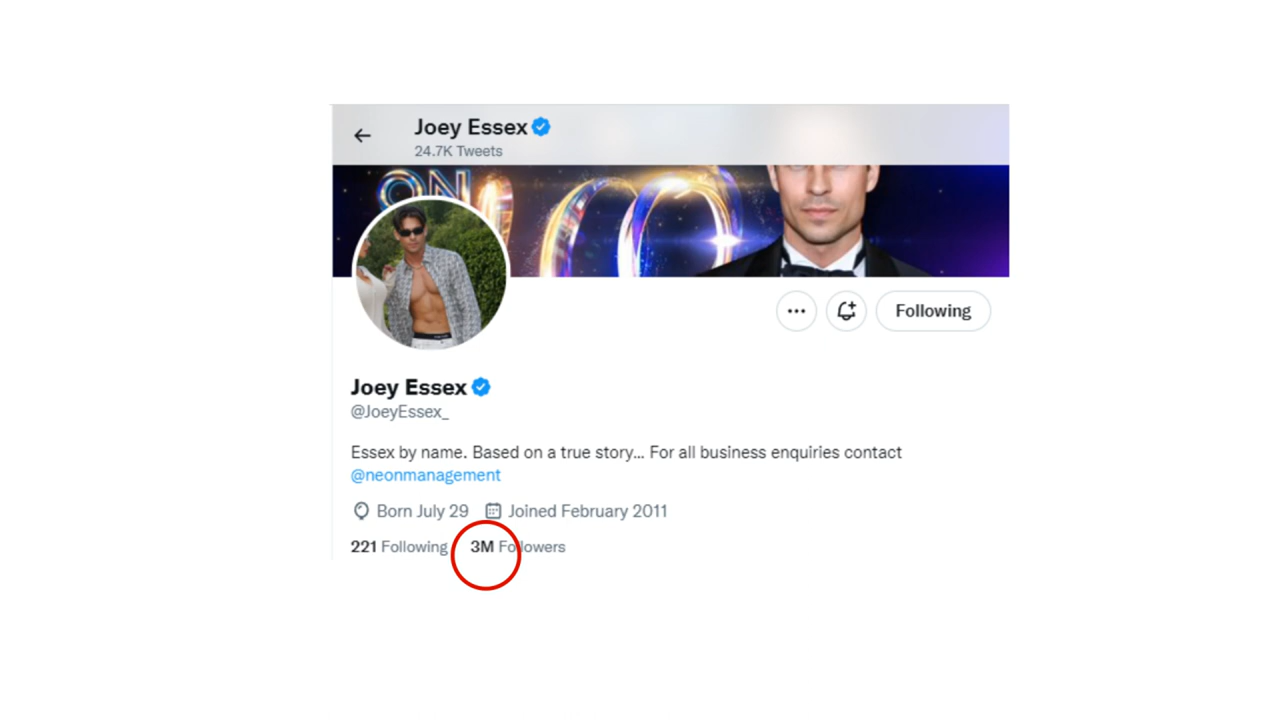 Joey Essex
24.7K Tweets
ON
Following
Joey Essex
@JoeyEssex_
Essex by name. Based on a true story... For all business enquiries contact
@neonmanagement
Born July 29 Joined February 2011
221 Following 3M Followers